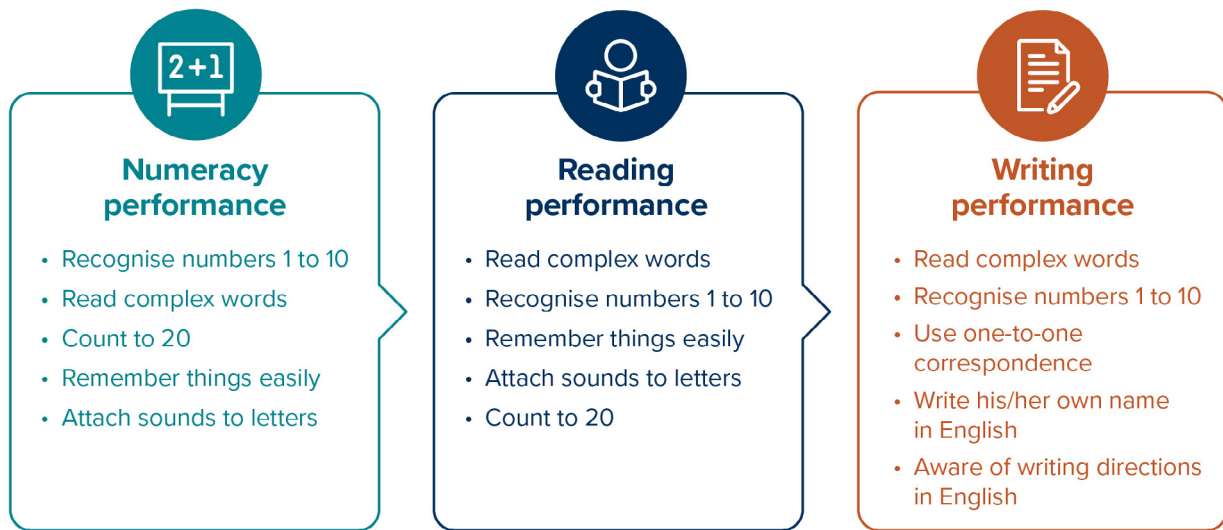 2+1
Numeracy
performance
• Recognise numbers 1 to 10
• Read complex words
• Count to 20
• Remember things easily
• Attach sounds to letters
Reading
performance
• Read complex words
• Recognise numbers 1 to 10
• Remember things easily
• Attach sounds to letters
• Count to 20
Writing
performance
• Read complex words
• Recognise numbers 1 to 10
• Use one-to-one
correspondence
• Write his/her own name
in English
• Aware of writing directions
in English